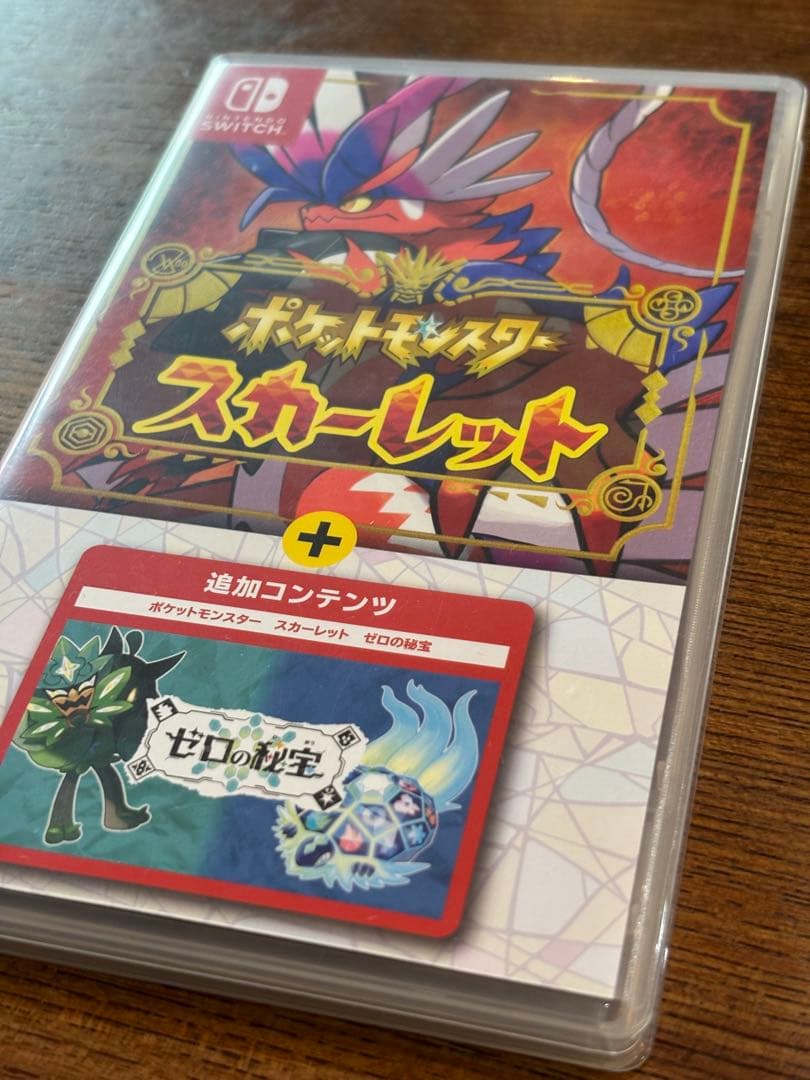 NINTENDO
SWITCH™
ポケットモンスター
スカーレット
+
追加コンテンツ
ポケットモンスター スカーレット ゼロの秘宝
ゼロの秘宝